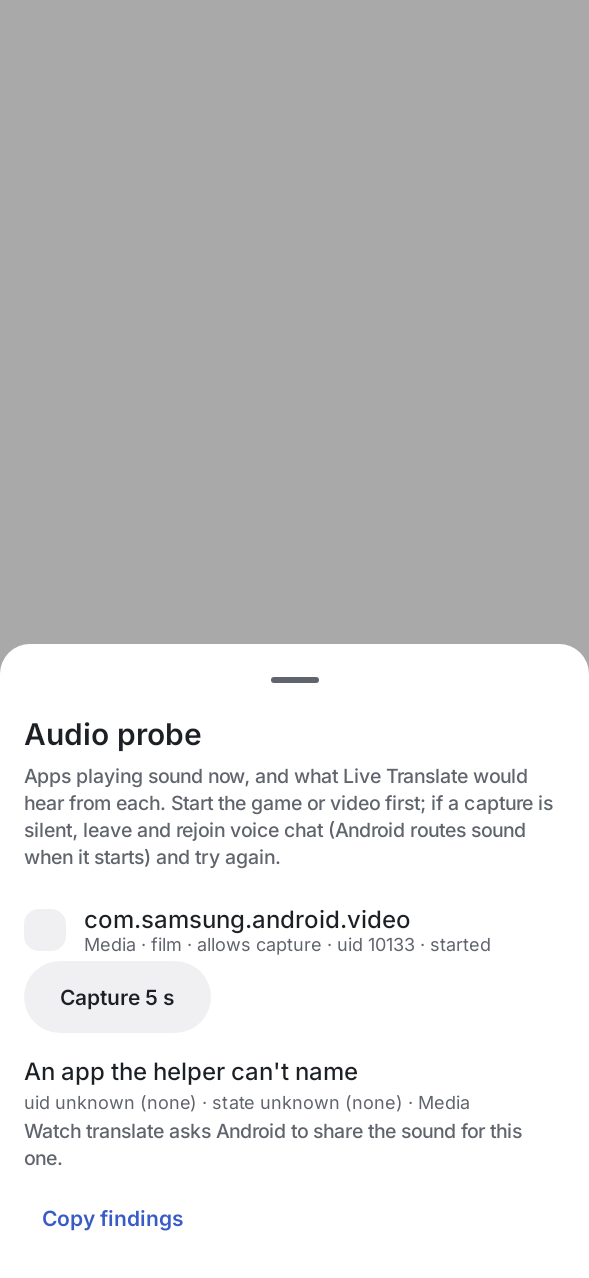 Audio probe
Apps playing sound now, and what Live Translate would
hear from each. Start the game or video first; if a capture is
silent, leave and rejoin voice chat (Android routes sound
when it starts) and try again.
com.samsung.android.video
Media · film · allows capture · uid 10133 · started
Capture 5 s
An app the helper can't name
uid unknown (none) · state unknown (none) · Media
Watch translate asks Android to share the sound for this
one.
Copy findings